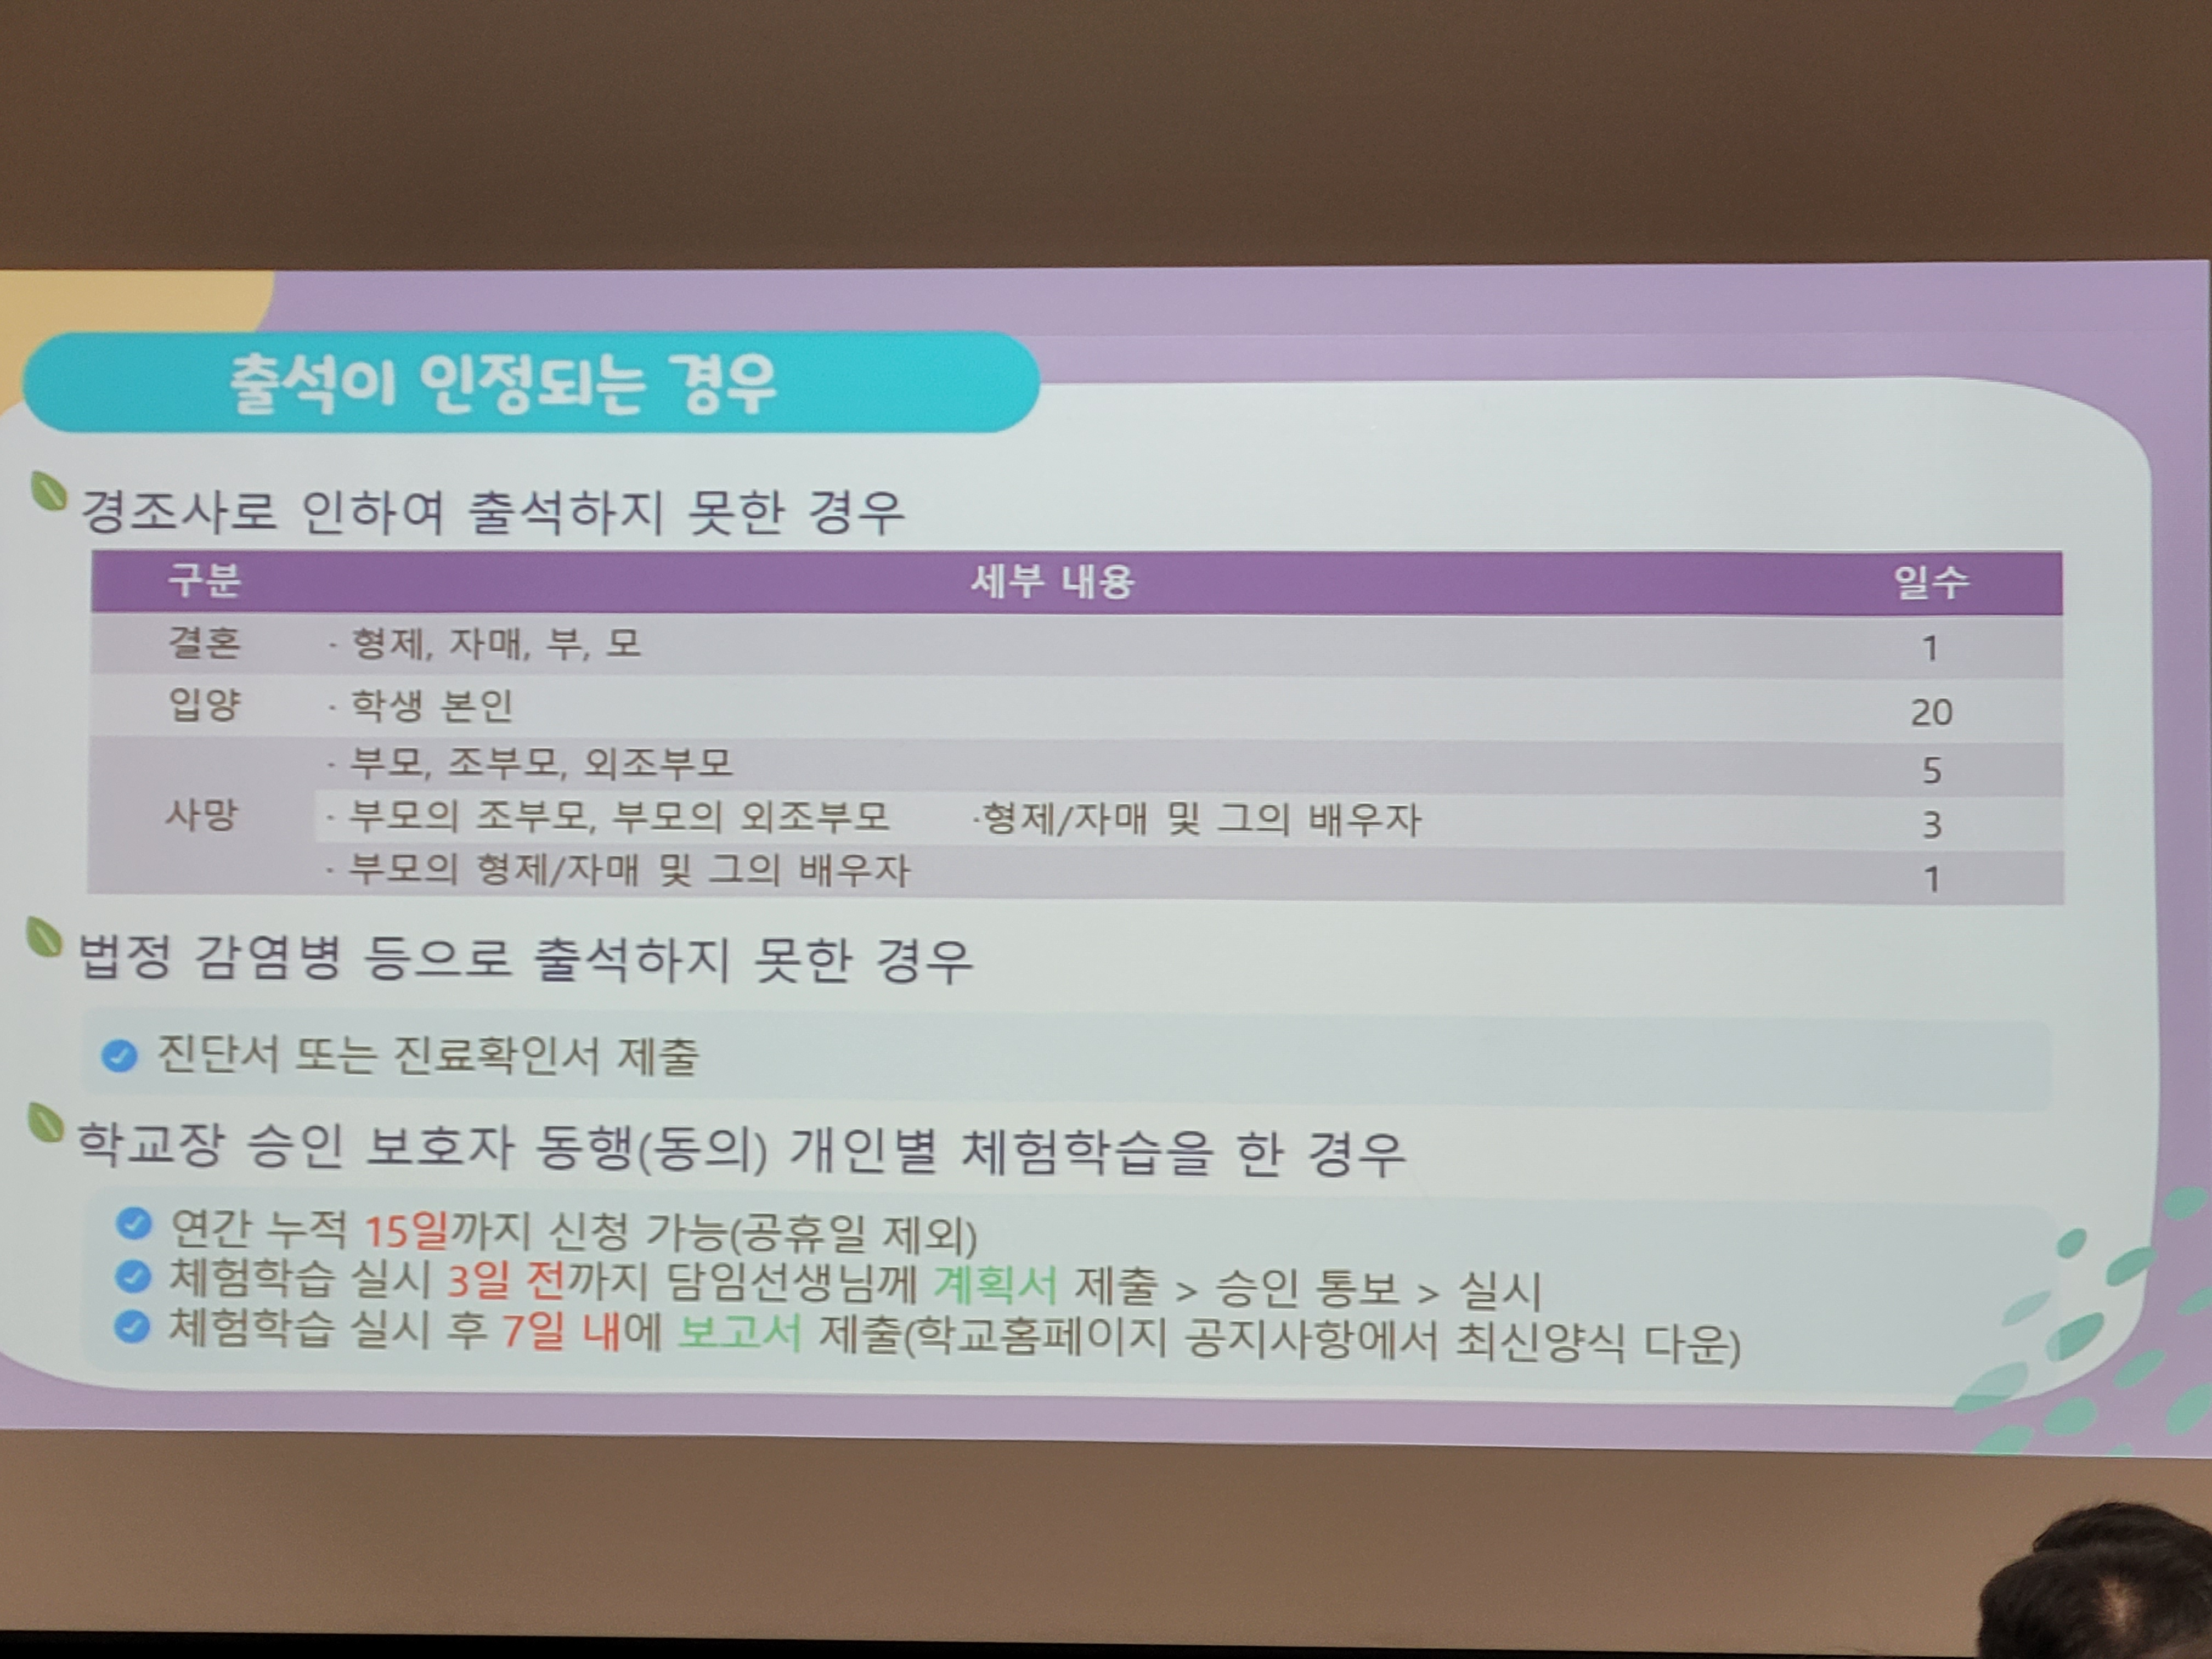 출석이 인정되는 경우
경조사로 인하여 출석하지 못한 경우
구분 세부 내용 일수
결혼 · 형제, 자매, 부, 모 1
입양 · 학생 본인 20
· 부모, 조부모, 외조부모 5
사망 · 부모의 조부모, 부모의 외조부모 ·형제/자매 및 그의 배우자 3
· 부모의 형제/자매 및 그의 배우자 1
법정 감염병 등으로 출석하지 못한 경우
진단서 또는 진료확인서 제출
학교장 승인 보호자 동행(동의) 개인별 체험학습을 한 경우
연간 누적 15일까지 신청 가능(공휴일 제외)
체험학습 실시 3일 전까지 담임선생님께 계획서 제출 > 승인 통보 > 실시
체험학습 실시 후 7일 내에 보고서 제출(학교홈페이지 공지사항에서 최신양식 다운)